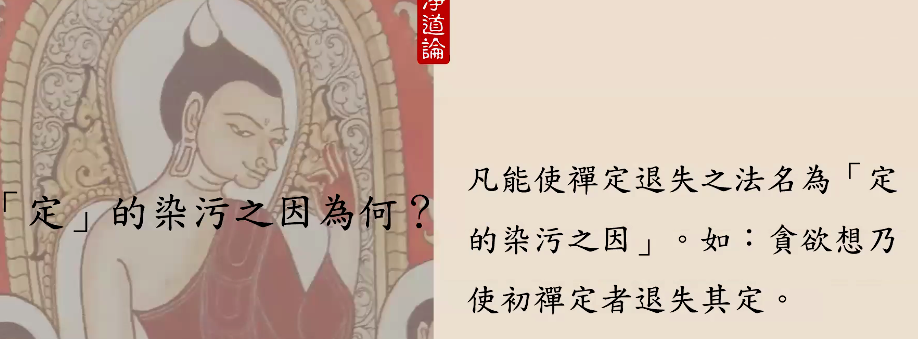 淨道論
「定」的染污之因為何？
凡能使禪定退失之法名為「定
的染污之因」。如：貪欲想乃
使初禪定者退失其定。